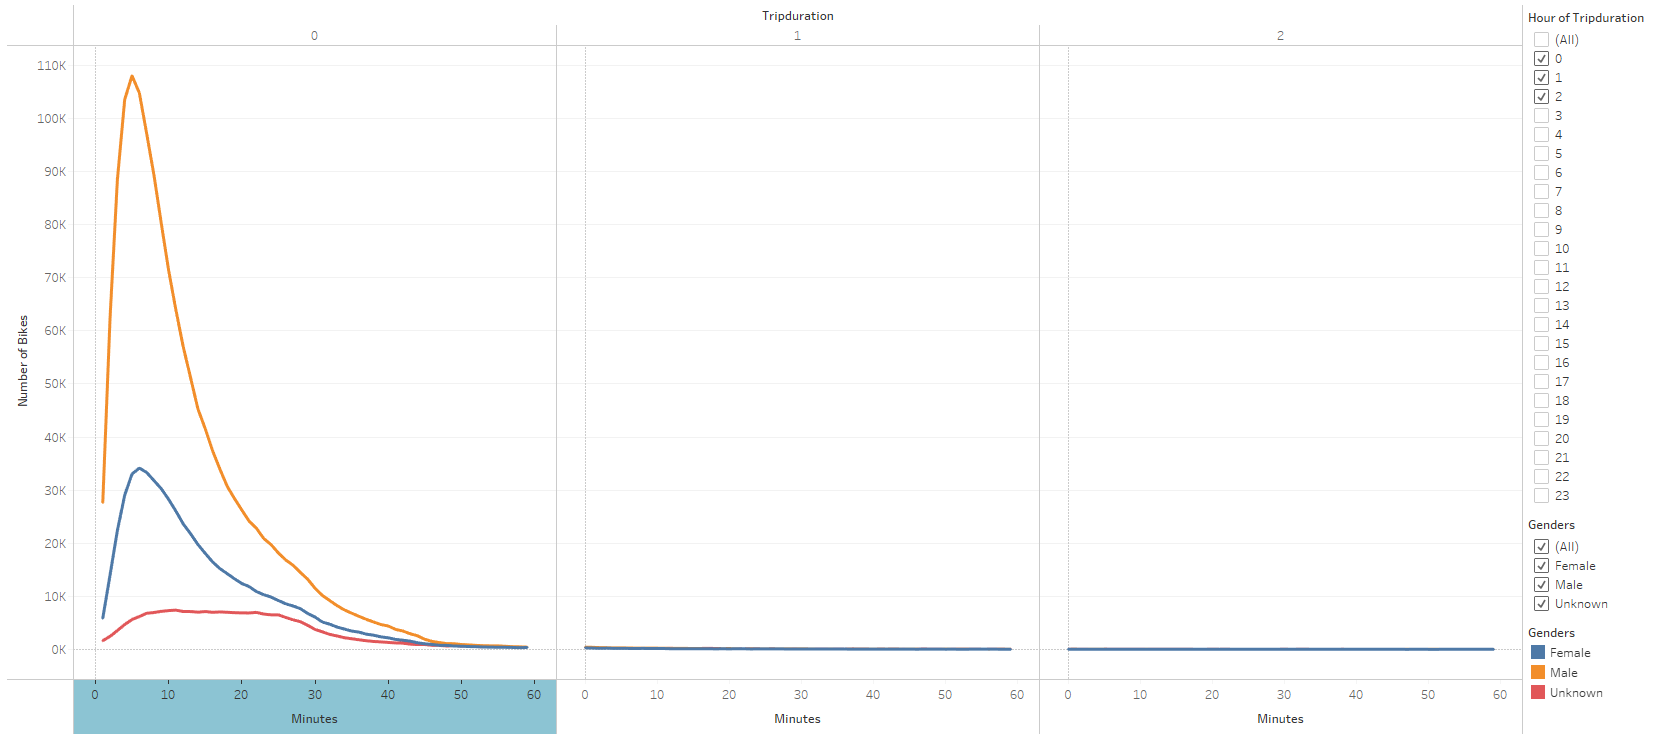 Tripduration
0 1 2
Number of Bikes
110K
100K
90K
80K
70K
60K
50K
40K
30K
20K
10K
0K
0 10 20 30 40 50 60
Minutes
0 10 20 30 40 50 60
Minutes
0 10 20 30 40 50 60
Minutes
Hour of Tripduration
(All)
0
1
2
3
4
5
6
7
8
9
10
11
12
13
14
15
16
17
18
19
20
21
22
23
Genders
(All)
Female
Male
Unknown
Genders
Female
Male
Unknown